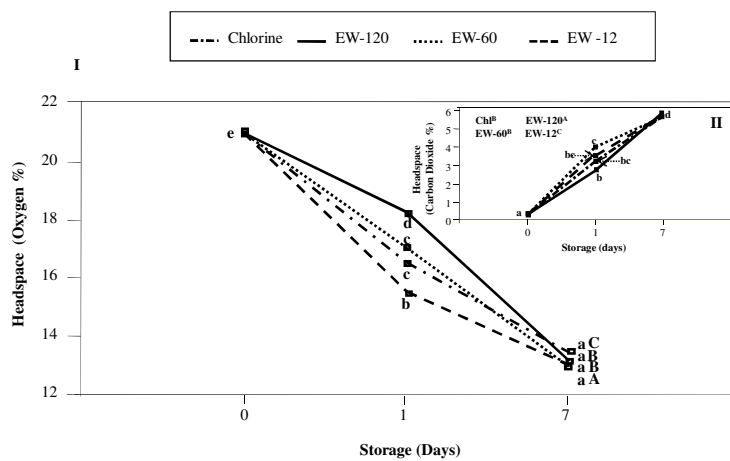 Chlorine EW-120 EW-60 EW-12
I
II
22
20
18
16
14
12
Headspace (Oxygen %)
e
d
c
c
b
a C
a B
a B
a A
0 1 7
Storage (Days)
6
5
4
3
2
1
0
Headspace
(Carbon Dioxide %)
Chlᴮ EW-120ᴬ
EW-60ᴮ EW-12ꟲ
a
c
be
bc
b
d
0 1 7
Storage (days)